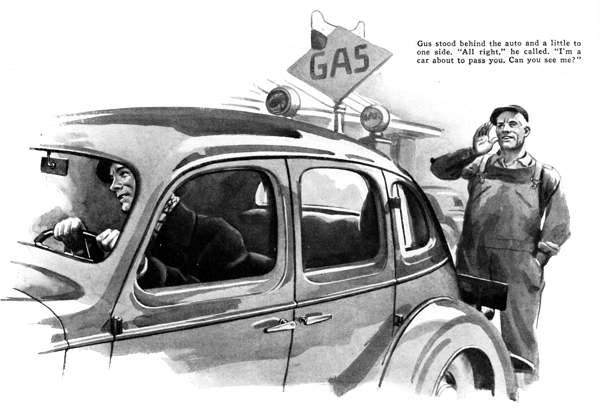 Gus stood behind the auto and a little to
one side. "All right," he called. "I'm a
car about to pass you. Can you see me?"
GAS